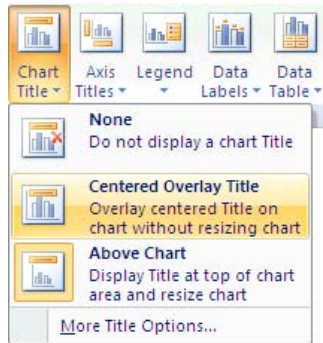 Chart Axis Legend Data Data
Title Titles Labels Table
None
Do not display a chart Title
Centered Overlay Title
Overlay centered Title on
chart without resizing chart
Above Chart
Display Title at top of chart
area and resize chart
More Title Options...